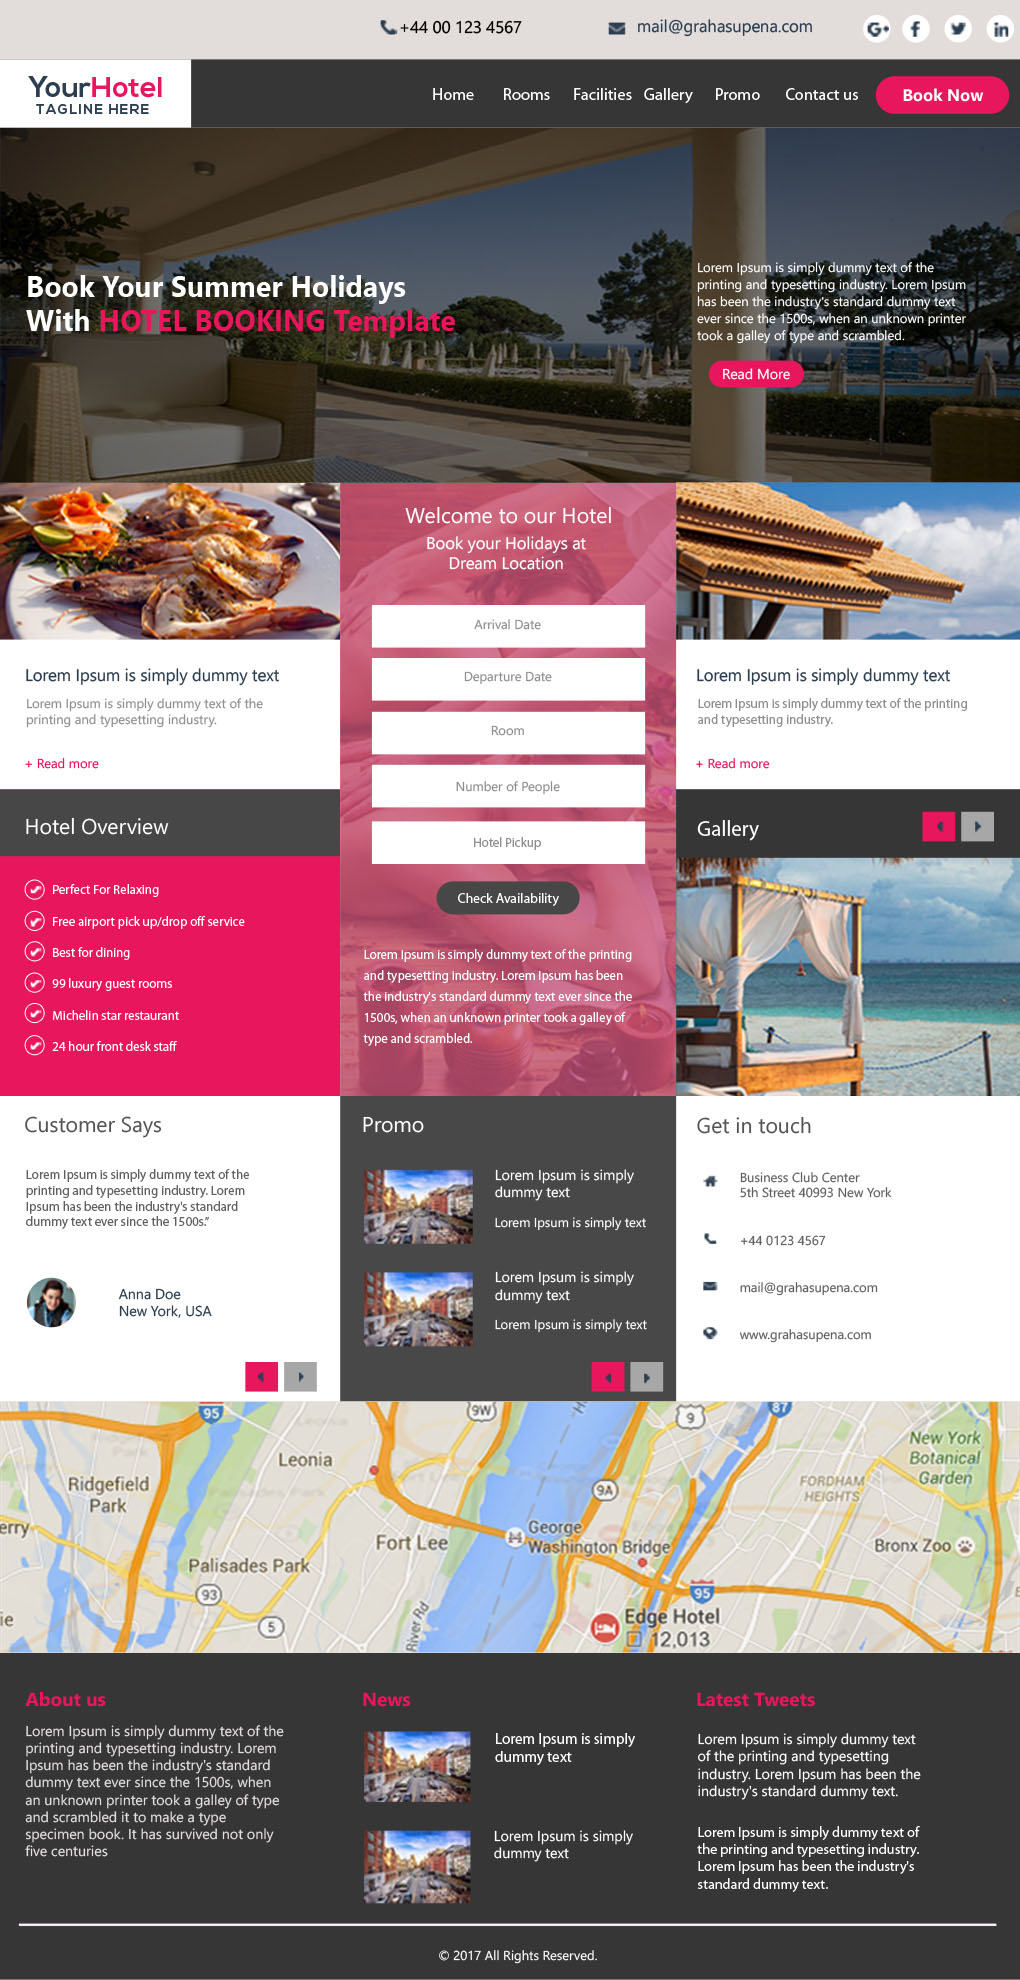 +44 00 123 4567
mail@grahasupena.com
YourHotel
TAGLINE HERE
Home
Rooms
Facilities
Gallery
Promo
Contact us
Book Now
Book Your Summer Holidays
With HOTEL BOOKING Template
Lorem Ipsum is simply dummy text of the
printing and typesetting industry. Lorem Ipsum
has been the industry's standard dummy text
ever since the 1500s, when an unknown printer
took a galley of type and scrambled.
Read More
Lorem Ipsum is simply dummy text
Lorem Ipsum is simply dummy text of the
printing and typesetting industry.
+ Read more
Hotel Overview
Perfect For Relaxing
Free airport pick up/drop off service
Best for dining
99 luxury guest rooms
Michelin star restaurant
24 hour front desk staff
Welcome to our Hotel
Book your Holidays at
Dream Location
Arrival Date
Departure Date
Room
Number of People
Hotel Pickup
Check Availability
Lorem Ipsum is simply dummy text of the printing
and typesetting industry. Lorem Ipsum has been
the industry's standard dummy text ever since the
1500s, when an unknown printer took a galley of
type and scrambled.
Lorem Ipsum is simply dummy text
Lorem Ipsum is simply dummy text of the printing
and typesetting industry.
+ Read more
Gallery
Customer Says
Lorem Ipsum is simply dummy text of the
printing and typesetting industry. Lorem
Ipsum has been the industry's standard
dummy text ever since the 1500s.”
Anna Doe
New York, USA
Promo
Lorem Ipsum is simply
dummy text
Lorem Ipsum is simply text
Lorem Ipsum is simply
dummy text
Lorem Ipsum is simply text
Get in touch
Business Club Center
5th Street 40993 New York
+44 0123 4567
mail@grahasupena.com
www.grahasupena.com
95
9W
9
87
Leonia
Ridgefield
Park
New York
Botanical
Garden
FORDHAM
HEIGHTS
9A
erry
Fort Lee
George
Washington Bridge
Bronx Zoo
Palisades Park
93
95
ie
5
River Rd
Edge Hotel
12,013
About us
Lorem Ipsum is simply dummy text of the
printing and typesetting industry. Lorem
Ipsum has been the industry's standard
dummy text ever since the 1500s, when
an unknown printer took a galley of type
and scrambled it to make a type
specimen book. It has survived not only
five centuries
News
Lorem Ipsum is simply
dummy text
Lorem Ipsum is simply
dummy text
Latest Tweets
Lorem Ipsum is simply dummy text
of the printing and typesetting
industry. Lorem Ipsum has been the
industry's standard dummy text.
Lorem Ipsum is simply dummy text of
the printing and typesetting industry.
Lorem Ipsum has been the industry's
standard dummy text.
© 2017 All Rights Reserved.